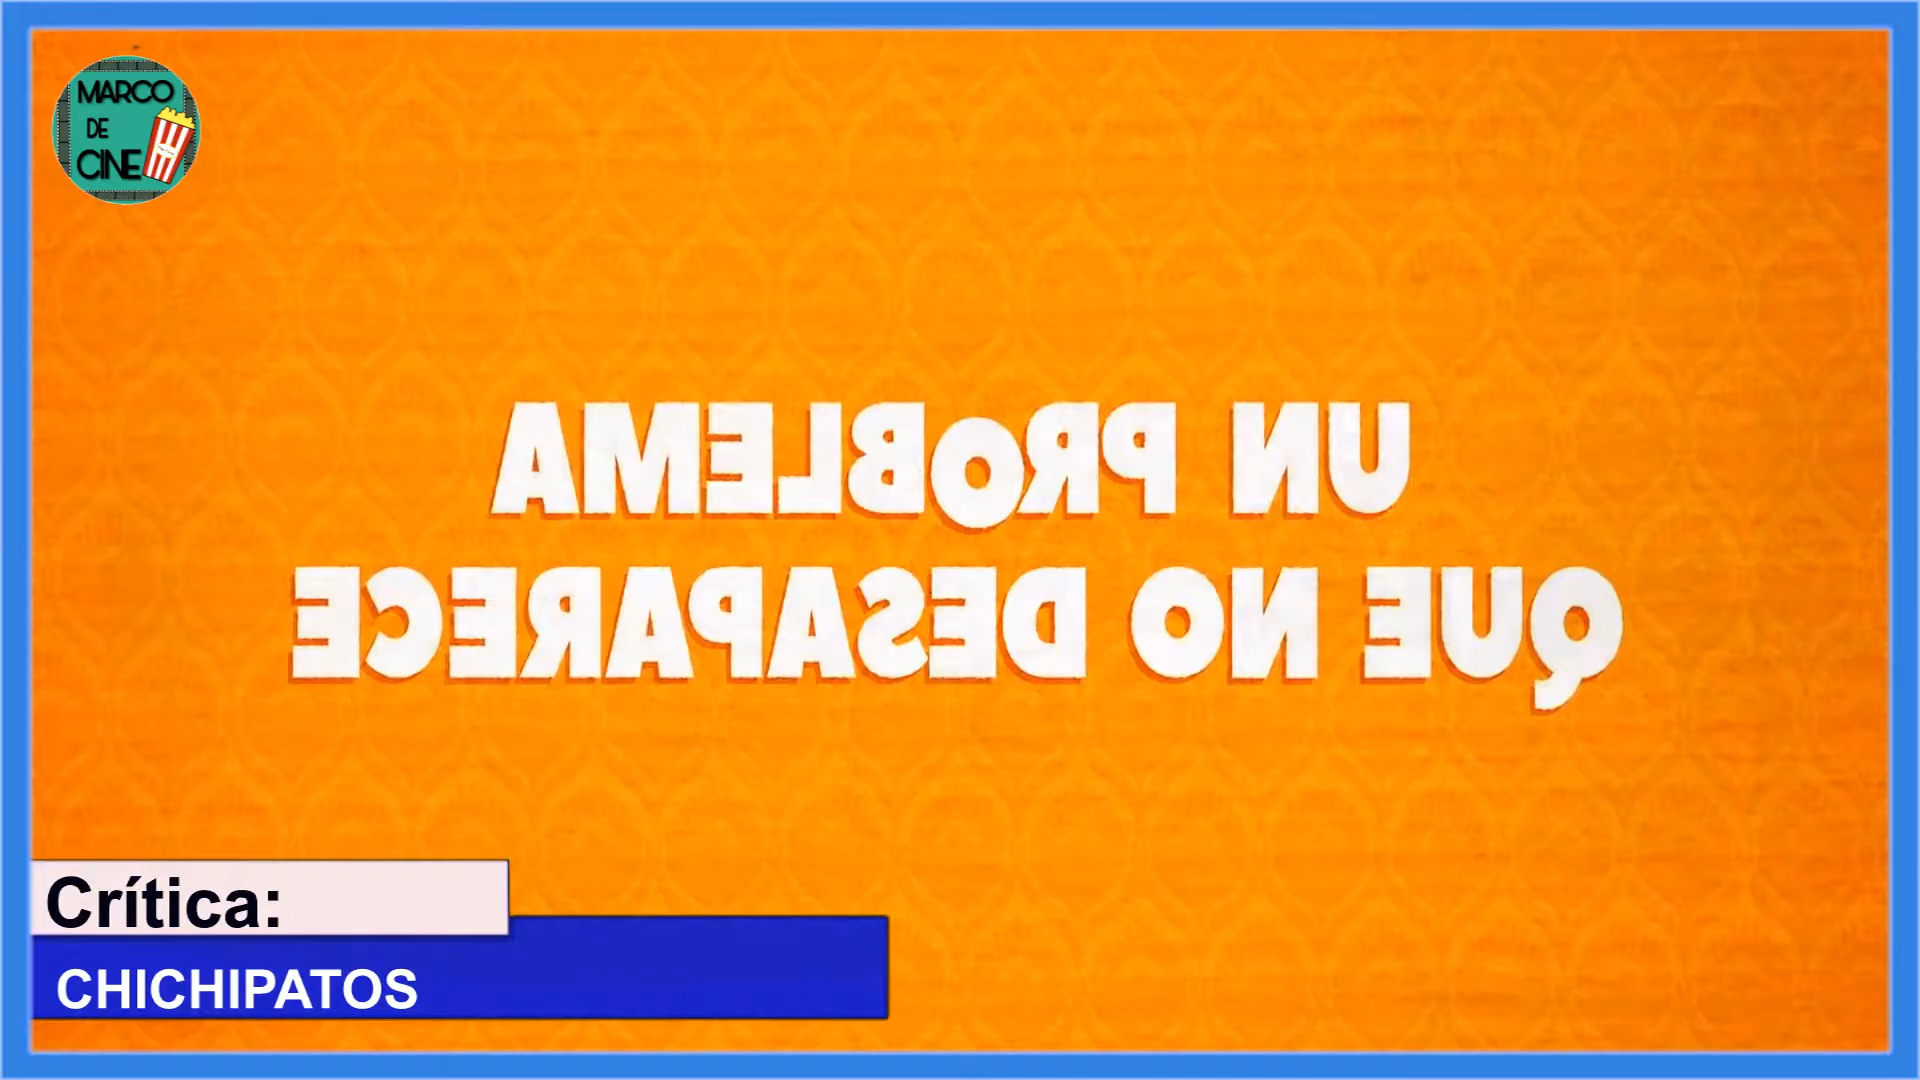 MARCO
DE
CINE
UN PROBLEMA
QUE NO DESAPARECE
Crítica:
CHICHIPATOS